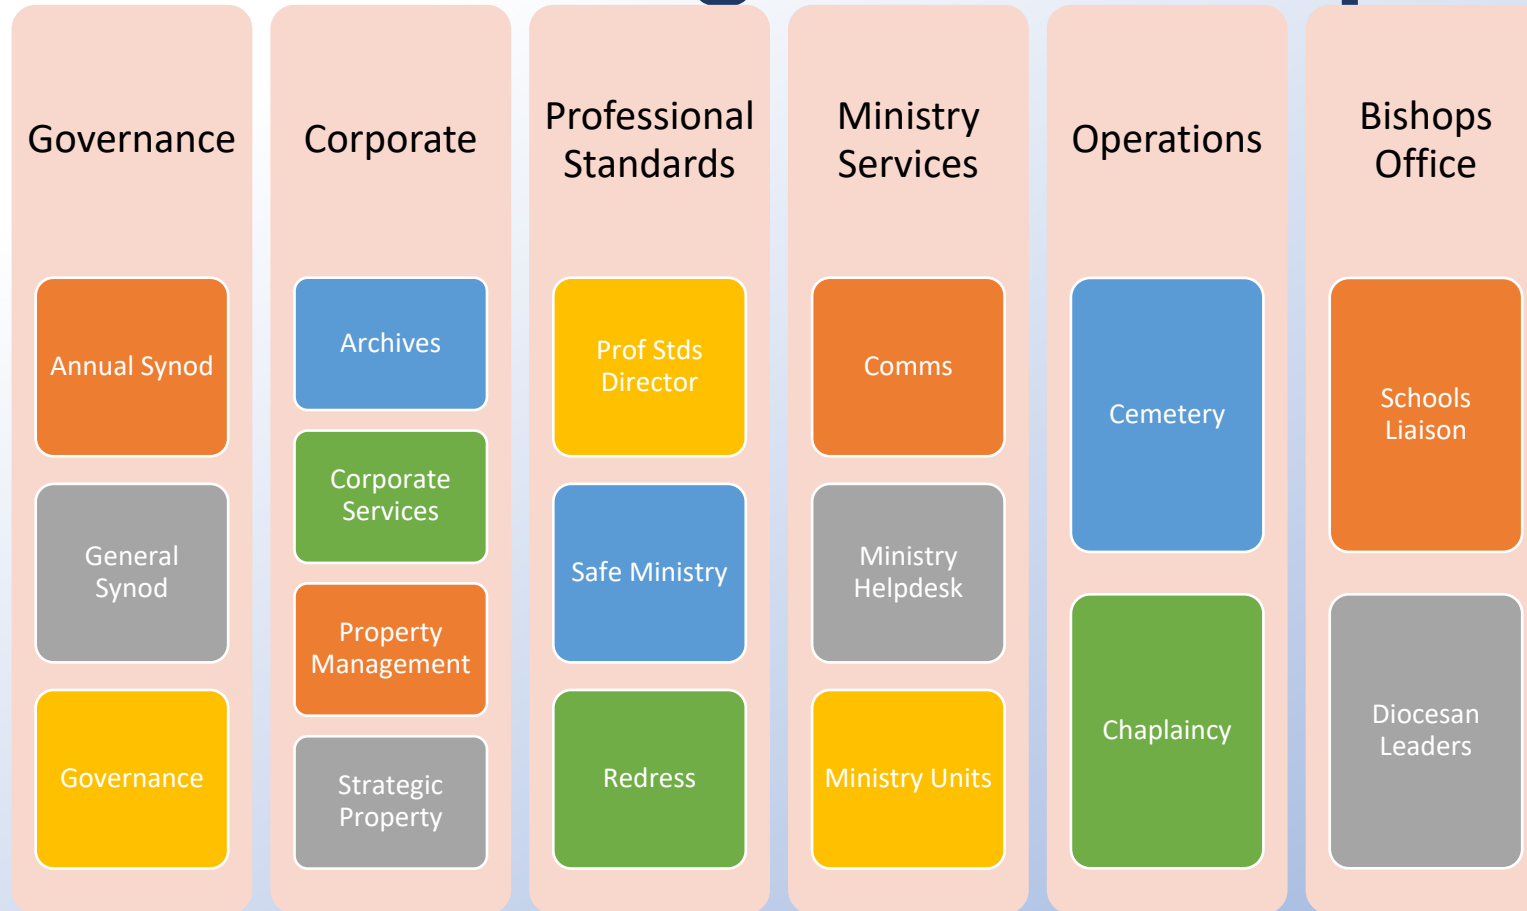 Governance
Annual Synod
General
Synod
Governance
Corporate
Archives
Corporate
Services
Property
Management
Strategic
Property
Professional
Standards
Prof Stds
Director
Safe Ministry
Redress
Ministry
Services
Comms
Ministry
Helpdesk
Ministry Units
Operations
Cemetery
Chaplaincy
Bishops
Office
Schools
Liaison
Diocesan
Leaders